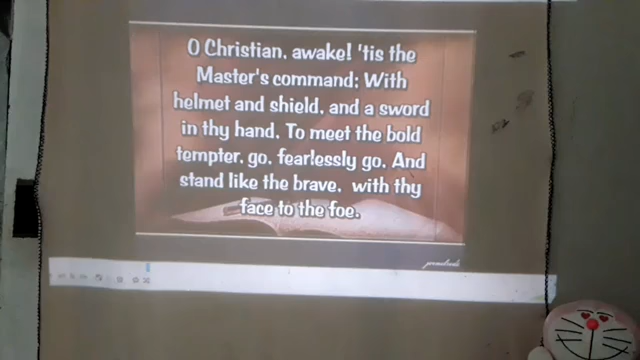 O Christian, awake! 'tis the
Master's command; With
helmet and shield, and a sword
in thy hand, To meet the bold
tempter, go, fearlessly go, And
stand like the brave, with thy
face to the foe.